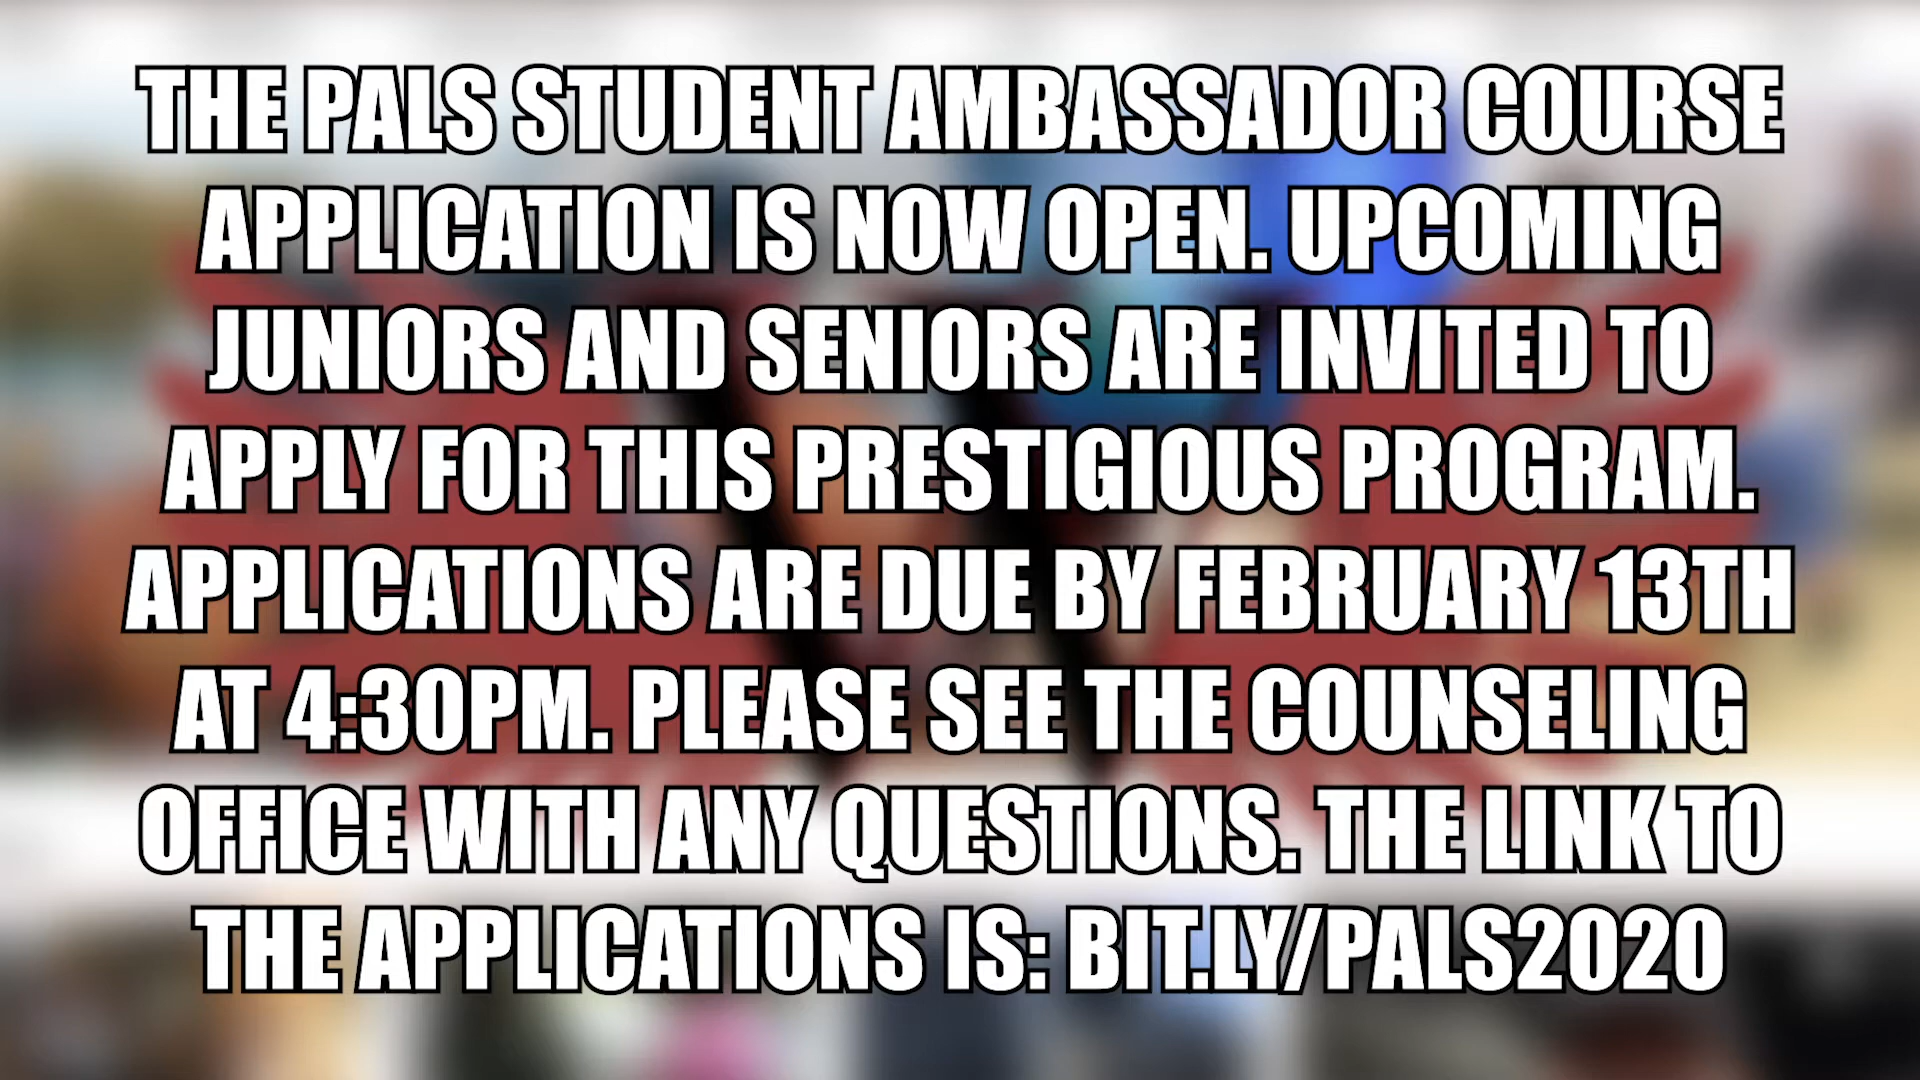 THE PALS STUDENT AMBASSADOR COURSE
APPLICATION IS NOW OPEN. UPCOMING
JUNIORS AND SENIORS ARE INVITED TO
APPLY FOR THIS PRESTIGIOUS PROGRAM.
APPLICATIONS ARE DUE BY FEBRUARY 13TH
AT 4:30PM. PLEASE SEE THE COUNSELING
OFFICE WITH ANY QUESTIONS. THE LINK TO
THE APPLICATIONS IS: BIT.LY/PALS2020